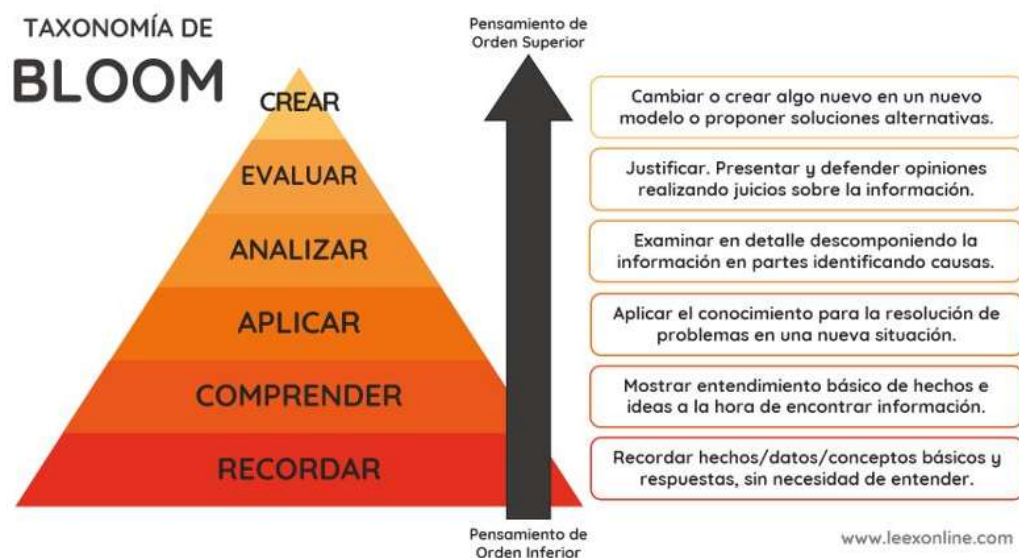 TAXONOMÍA DE
BLOOM
Pensamiento de
Orden Superior
CREAR
Cambiar o crear algo nuevo en un nuevo
modelo o proponer soluciones alternativas.
EVALUAR
Justificar. Presentar y defender opiniones
realizando juicios sobre la información.
ANALIZAR
Examinar en detalle descomponiendo la
información en partes identificando causas.
APLICAR
Aplicar el conocimiento para la resolución de
problemas en una nueva situación.
COMPRENDER
Mostrar entendimiento básico de hechos e
ideas a la hora de encontrar información.
RECORDAR
Recordar hechos/datos/conceptos básicos y
respuestas, sin necesidad de entender.
Pensamiento de
Orden Inferior
www.leexonline.com